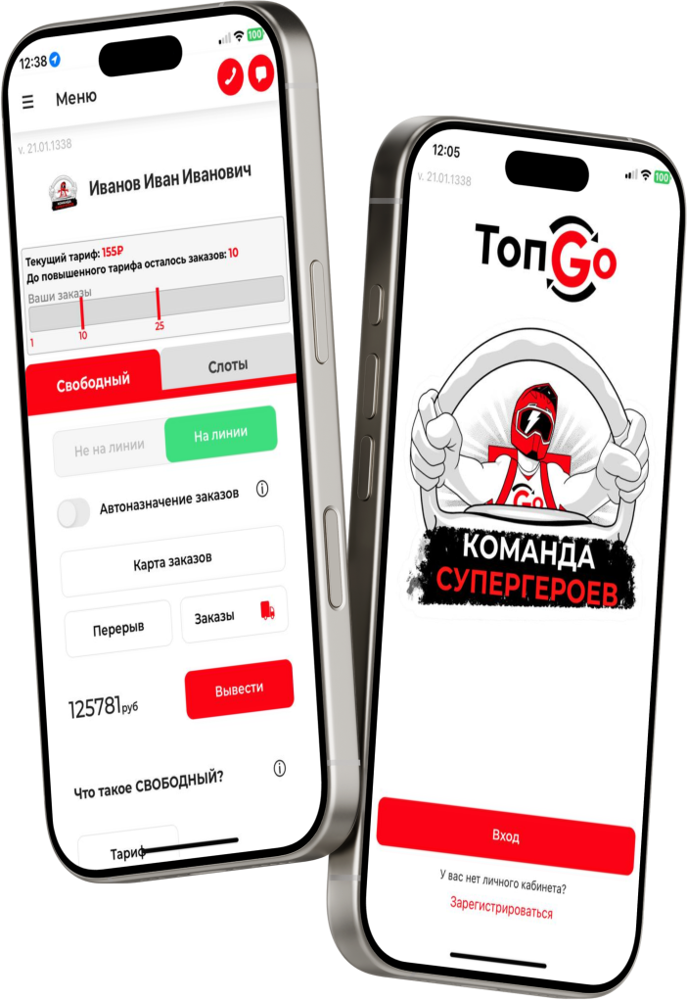 12:38
100
Меню
v. 21.01.1338
Иванов Иван Иванович
КОМАНДА
СУПЕРГЕРОЕВ
Текущий тариф: 155₽
До повышенного тарифа осталось заказов: 10
Ваши заказы
1 10 25
Свободный Слоты
Не на линии На линии
Автоназначение заказов
Карта заказов
Перерыв Заказы
125781руб Вывести
Что такое СВОБОДНЫЙ?
Тариф
12:05
100
v. 21.01.1338
ТопGo
Go
КОМАНДА
СУПЕРГЕРОЕВ
Вход
У вас нет личного кабинета?
Зарегистрироваться